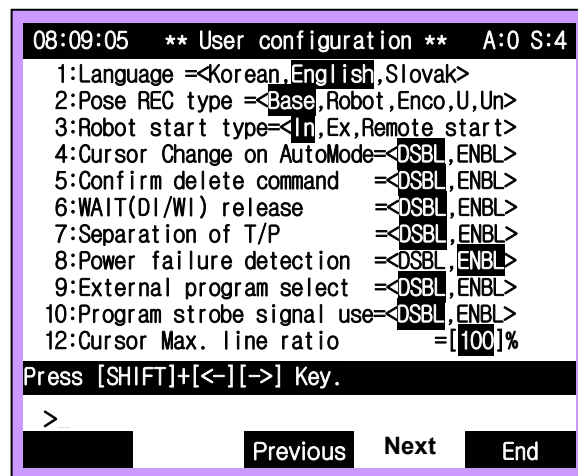 08:09:05 ** User configuration ** A:0 S:4
1:Language =<Korean,English,Slovak>
2:Pose REC type =<Base,Robot,Enco,U,Un>
3:Robot start type=<In,Ex,Remote start>
4:Cursor Change on AutoMode=<DSBL,ENBL>
5:Confirm delete command =<DSBL,ENBL>
6:WAIT(DI/WI) release =<DSBL,ENBL>
7:Separation of T/P =<DSBL,ENBL>
8:Power failure detection =<DSBL,ENBL>
9:External program select =<DSBL,ENBL>
10:Program strobe signal use=<DSBL,ENBL>
12:Cursor Max. line ratio =[100]%
Press [SHIFT]+[<-][->] Key.
>_
Previous Next End